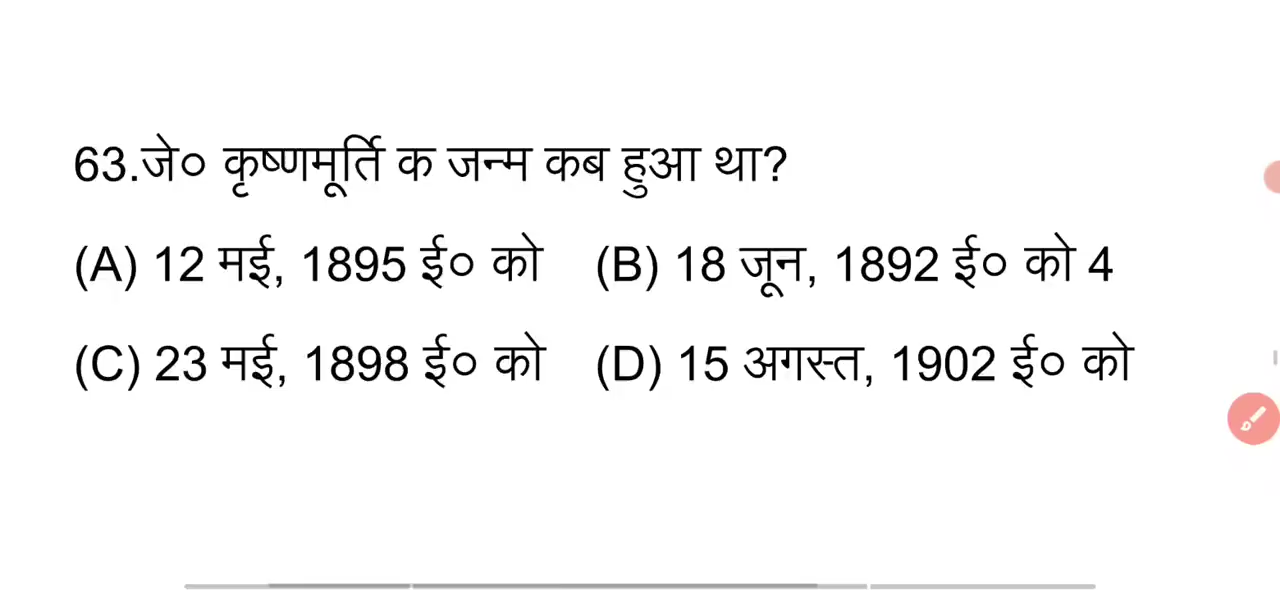 63.जे० कृष्णमूर्ति क जन्म कब हुआ था?
(A) 12 मई, 1895 ई० को (B) 18 जून, 1892 ई० को 4
(C) 23 मई, 1898 ई० को (D) 15 अगस्त, 1902 ई० को